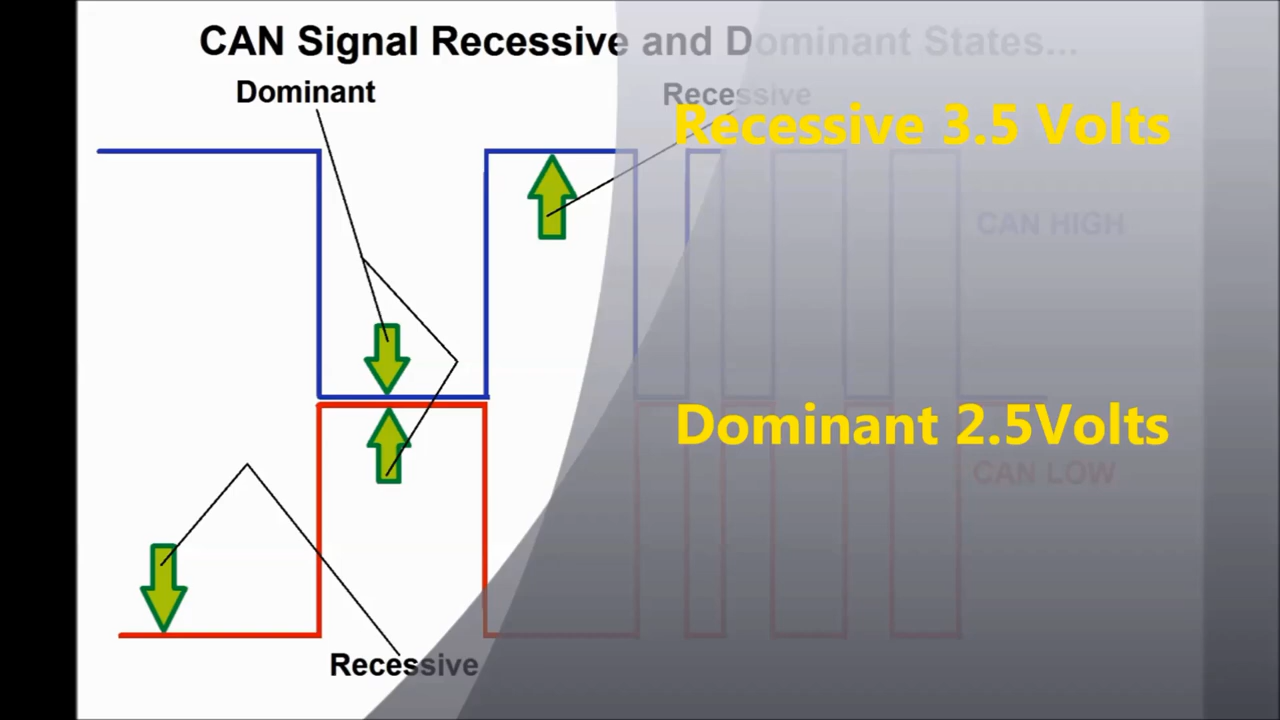 CAN Signal Recessive and Dominant States...
Dominant
Recessive
Recessive 3.5 Volts
CAN HIGH
Dominant 2.5Volts
CAN LOW
Recessive